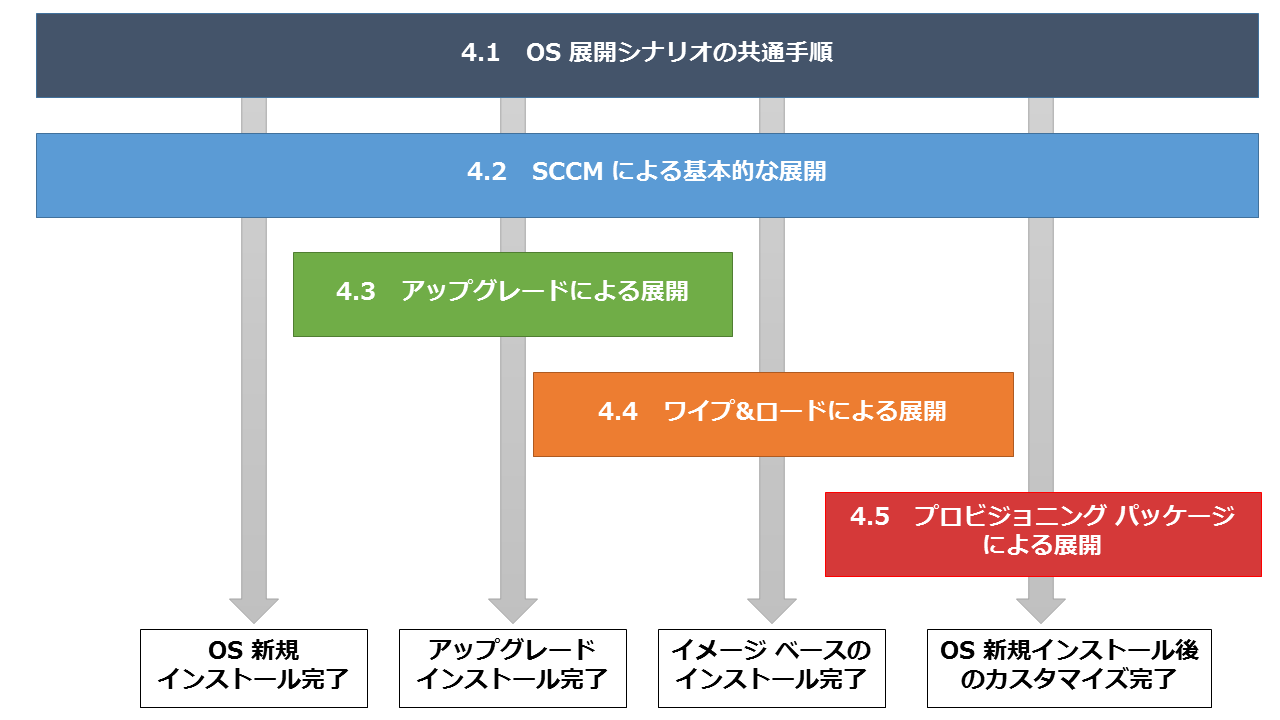 4.1　OS 展開シナリオの共通手順
4.2　SCCM による基本的な展開
4.3　アップグレードによる展開
4.4　ワイプ&ロードによる展開
4.5　プロビジョニング パッケージ
による展開
OS 新規
インストール完了
アップグレード
インストール完了
イメージ ベースの
インストール完了
OS 新規インストール後
のカスタマイズ完了